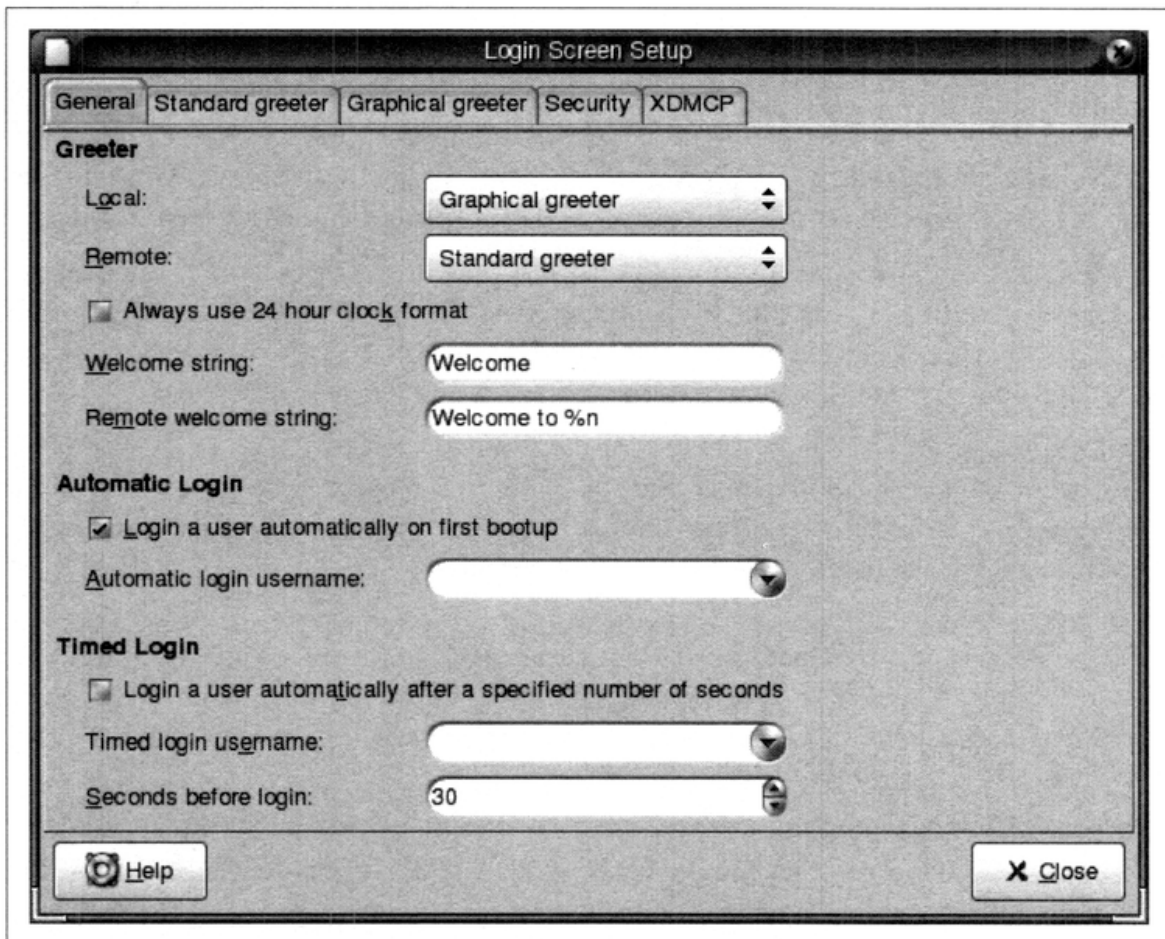 Login Screen Setup
General Standard greeter Graphical greeter Security XDMCP
Greeter
Local: Graphical greeter
Remote: Standard greeter
Always use 24 hour clock format
Welcome string: Welcome
Remote welcome string: Welcome to %n
Automatic Login
Login a user automatically on first bootup
Automatic login username:
Timed Login
Login a user automatically after a specified number of seconds
Timed login username:
Seconds before login: 30
Help Close